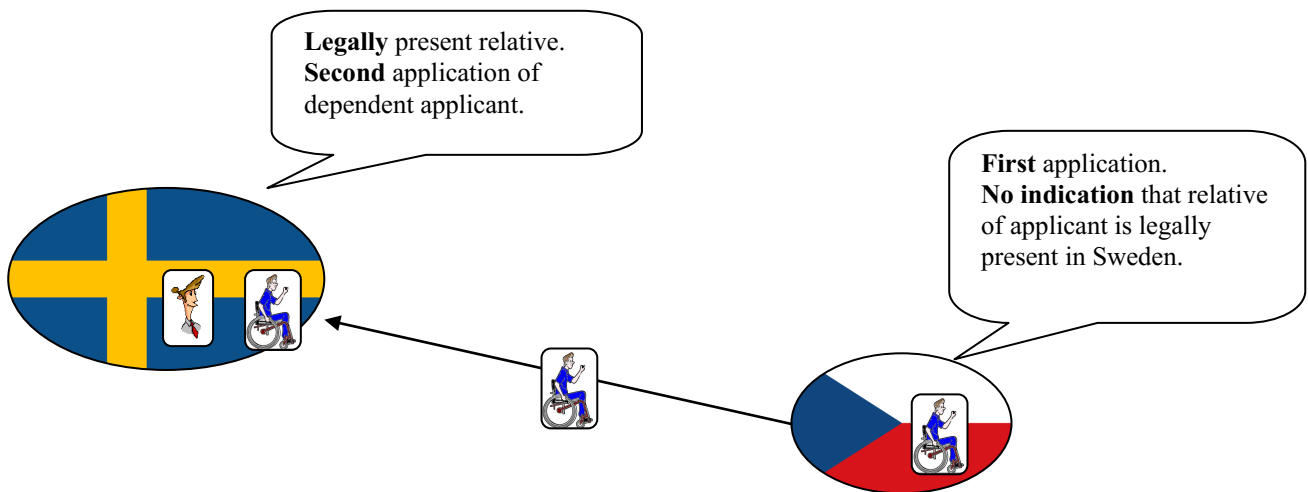 Legally present relative.
Second application of
dependent applicant.
First application.
No indication that relative
of applicant is legally
present in Sweden.